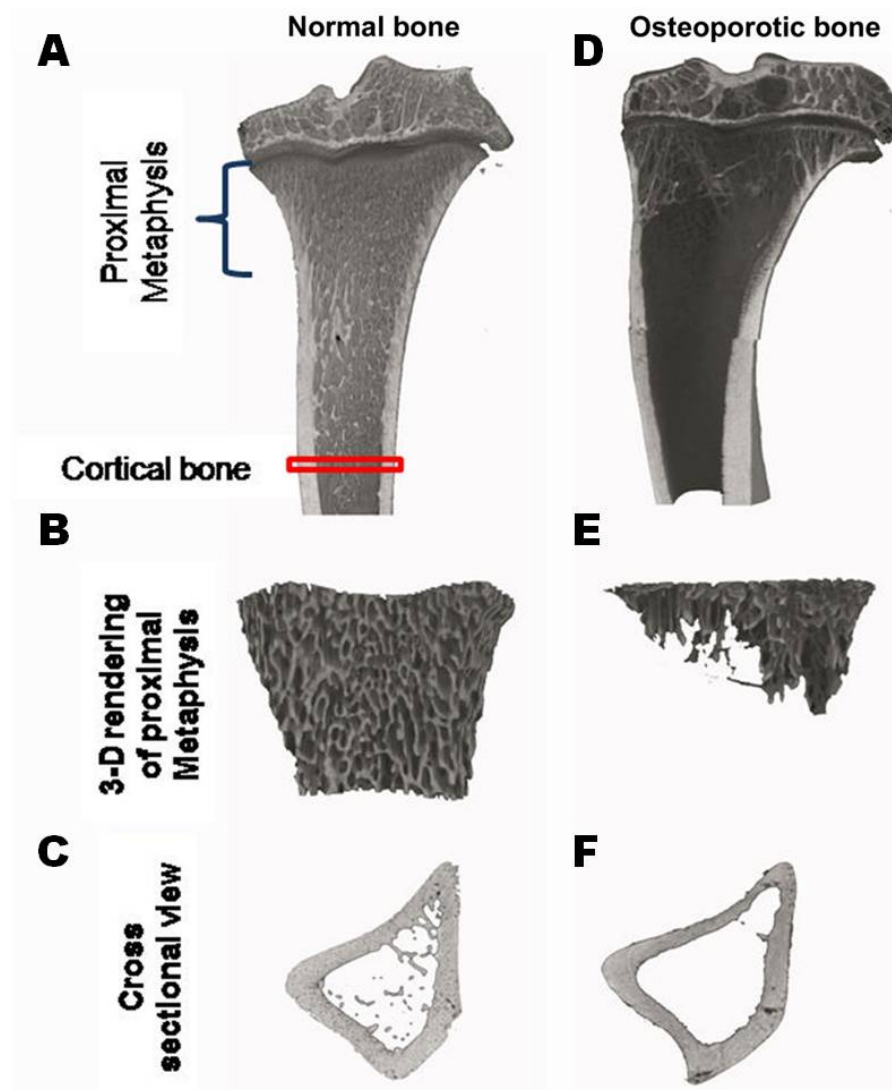 Normal bone
Osteoporotic bone
A
D
Proximal
Metaphysis
Cortical bone
B
E
3-D rendering
of proximal
Metaphysis
C
F
Cross
sectional view